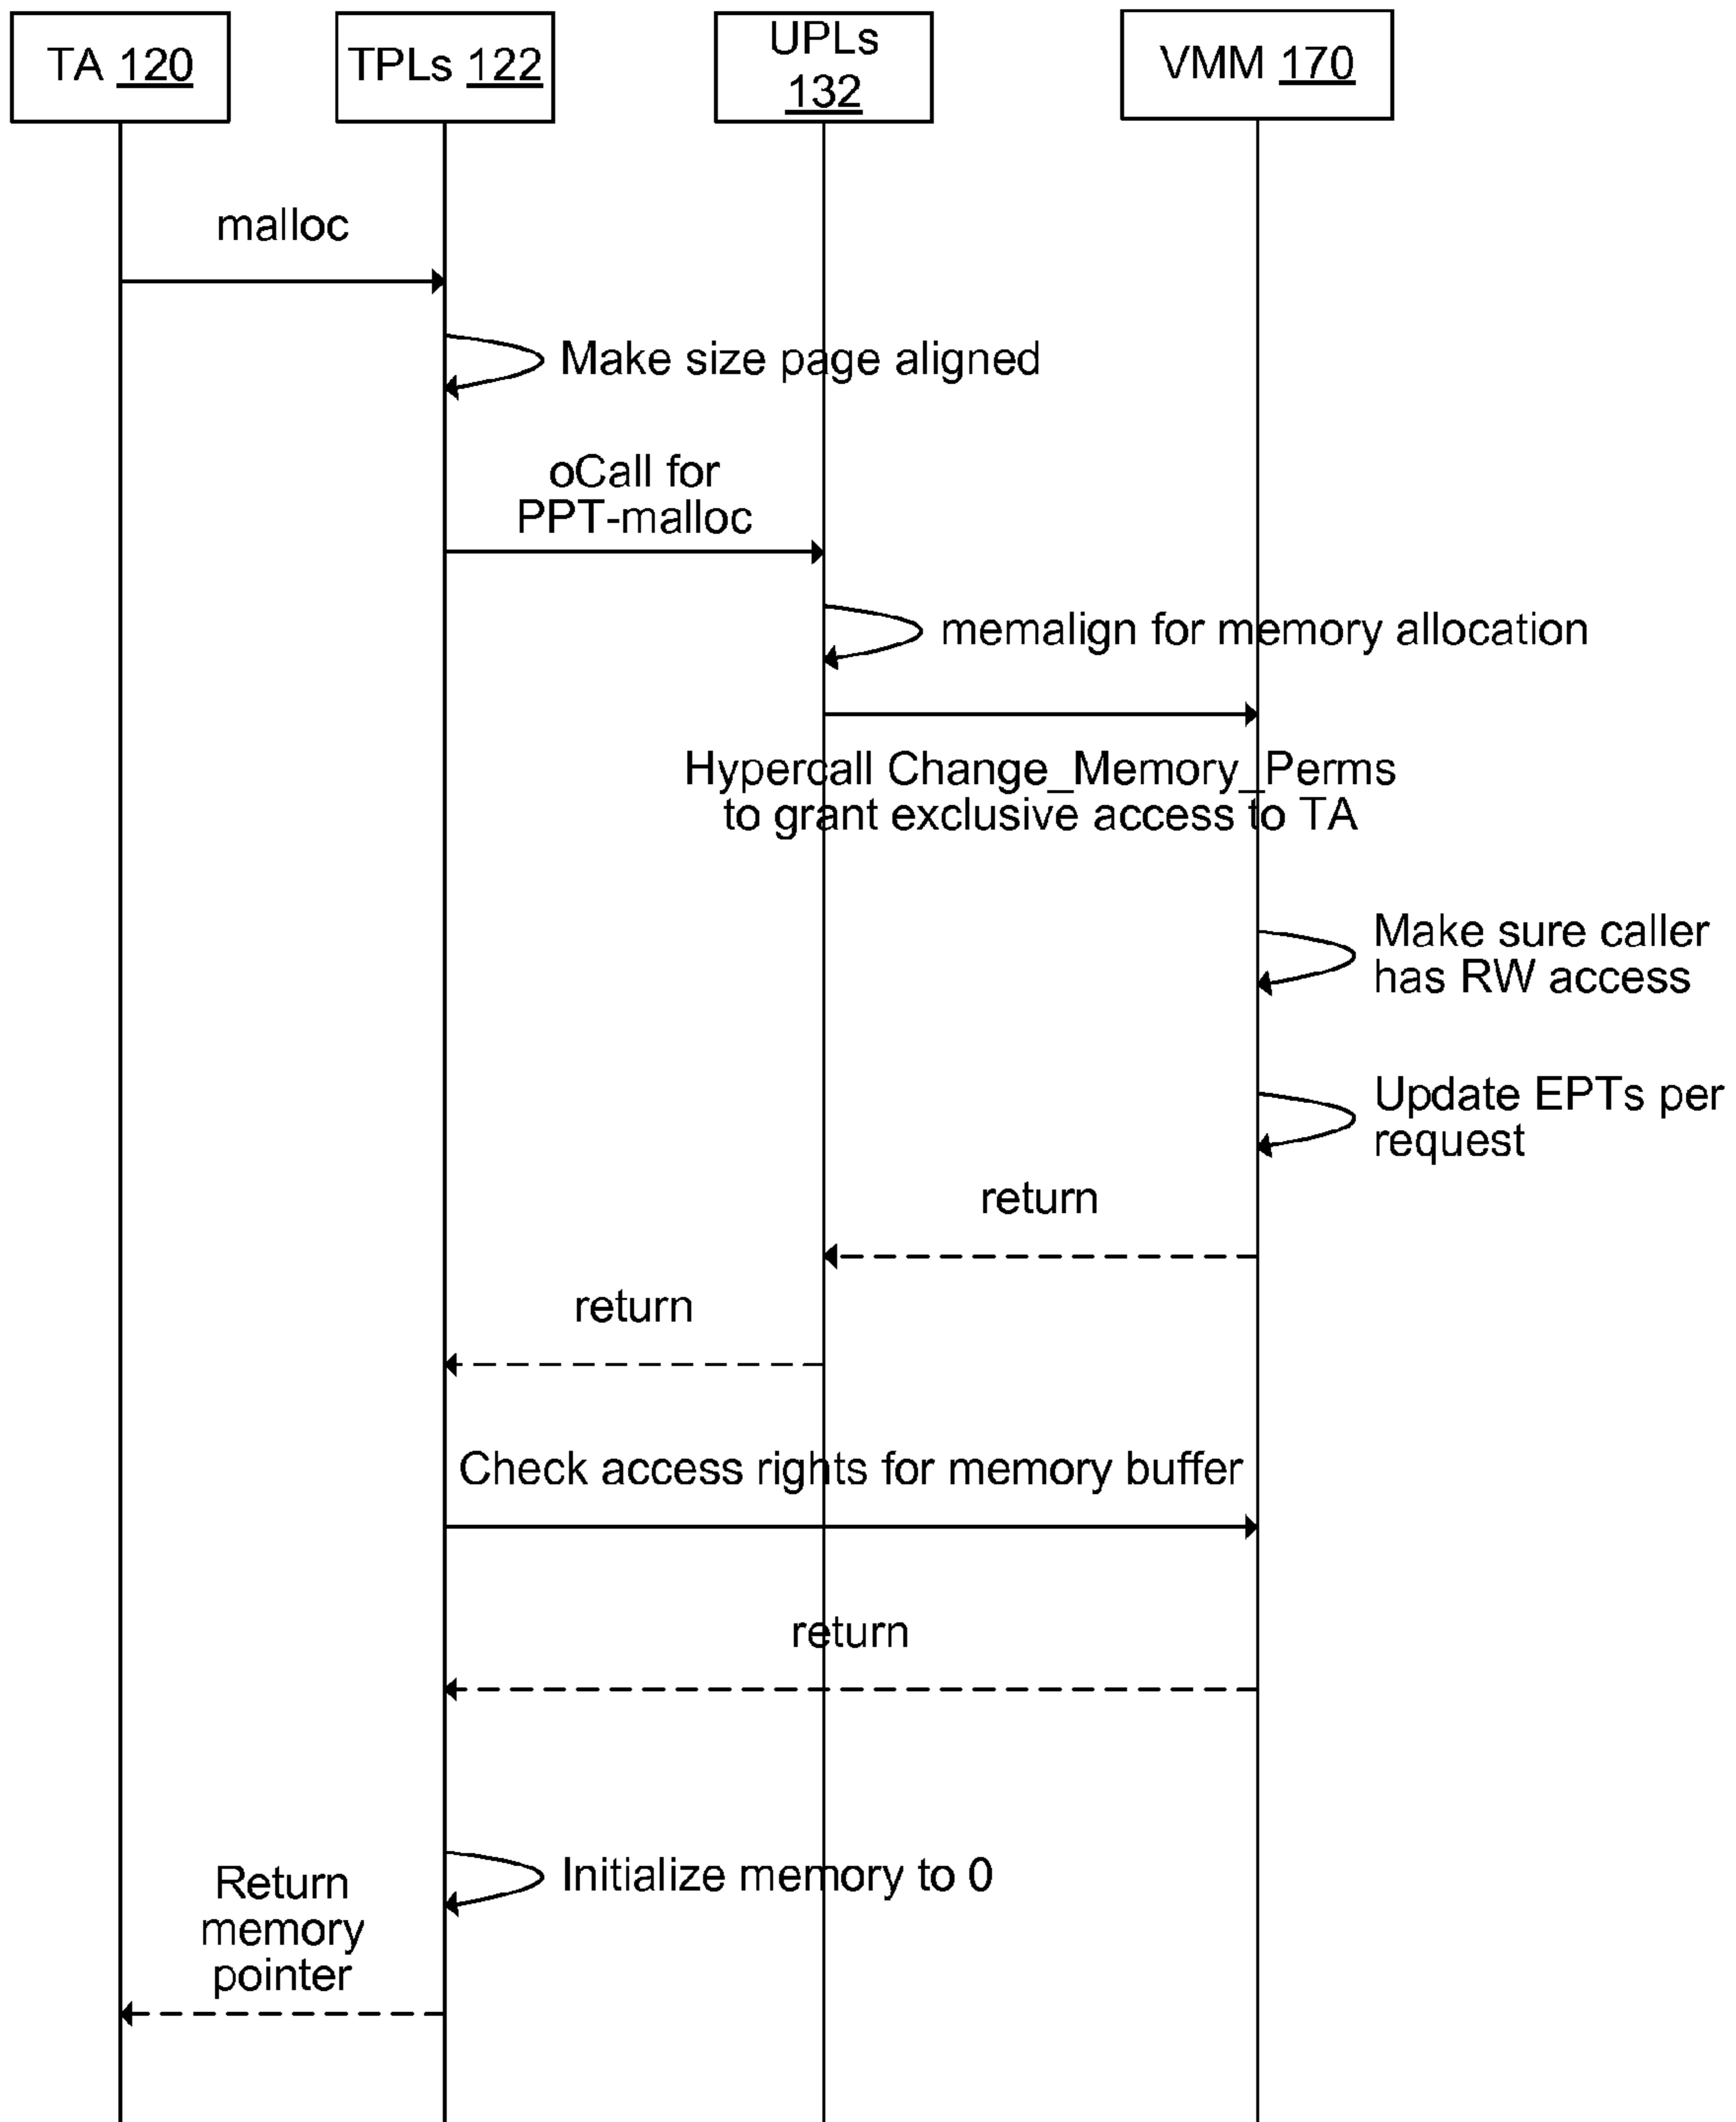 TA 120
TPLs 122
UPLs
132
VMM 170
malloc
Make size page aligned
oCall for
PPT-malloc
memalign for memory allocation
Hypercall Change_Memory_Perms
to grant exclusive access to TA
Make sure caller
has RW access
Update EPTs per
request
return
return
Check access rights for memory buffer
return
Initialize memory to 0
Return
memory
pointer